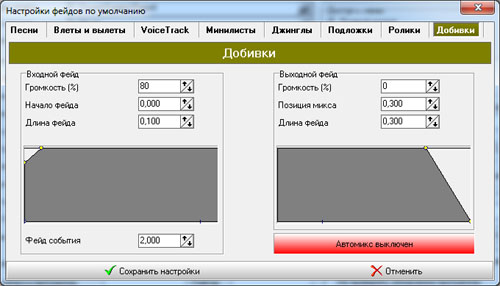 Настройки фейдов по умолчанию
Песни Влеты и вылеты VoiceTrack Минилисты Джинглы Подложки Ролики Добивки
Добивки
Входной фейд
Громкость (%) 80
Начало фейда 0,000
Длина фейда 0,100
Фейд события 2,000
Выходной фейд
Громкость (%) 0
Позиция микса 0,300
Длина фейда 0,300
Автомикс выключен
Сохранить настройки Отменить